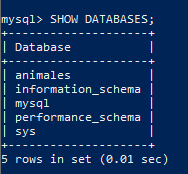 mysql> SHOW DATABASES;
+--------------------+
| Database           |
+--------------------+
| animales           |
| information_schema |
| mysql              |
| performance_schema |
| sys                |
+--------------------+
5 rows in set (0.01 sec)